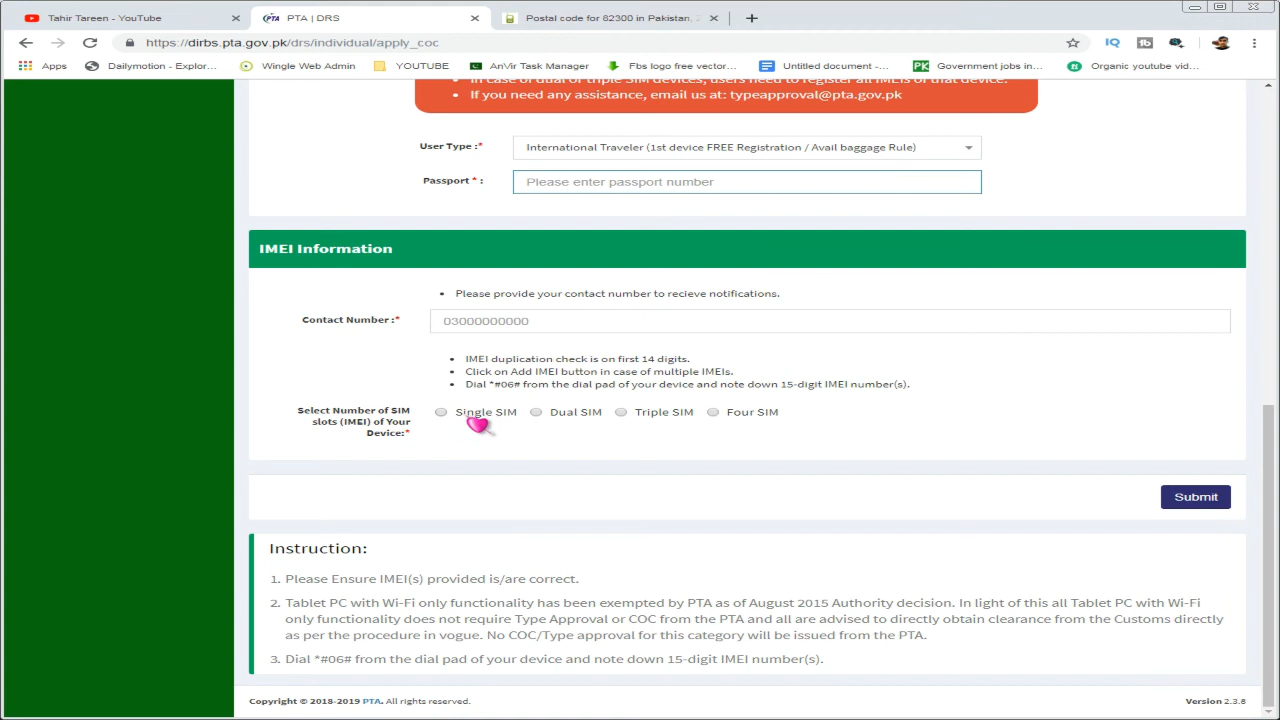 Tahir Tareen - YouTube
PTA | DRS
Postal code for 82300 in Pakistan.
https://dirbs.pta.gov.pk/drs/individual/apply_coc
Apps
Dailymotion - Explor...
Wingle Web Admin
YOUTUBE
AnVir Task Manager
Fbs logo free vector...
Untitled document -...
Government jobs in...
Organic youtube vid...
In case of dual or triple SIM devices, users need to register all IMEIs of that device.
If you need any assistance, email us at: typeapproval@pta.gov.pk
User Type :*
International Traveler (1st device FREE Registration / Avail baggage Rule)
Passport * :
Please enter passport number
IMEI Information
Please provide your contact number to recieve notifications.
Contact Number :*
03000000000
IMEI duplication check is on first 14 digits.
Click on Add IMEI button in case of multiple IMEIs.
Dial *#06# from the dial pad of your device and note down 15-digit IMEI number(s).
Select Number of SIM
slots (IMEI) of Your
Device:*
Single SIM
Dual SIM
Triple SIM
Four SIM
Submit
Instruction:
1. Please Ensure IMEI(s) provided is/are correct.
2. Tablet PC with Wi-Fi only functionality has been exempted by PTA as of August 2015 Authority decision. In light of this all Tablet PC with Wi-Fi
only functionality does not require Type Approval or COC from the PTA and all are advised to directly obtain clearance from the Customs directly
as per the procedure in vogue. No COC/Type approval for this category will be issued from the PTA.
3. Dial *#06# from the dial pad of your device and note down 15-digit IMEI number(s).
Copyright © 2018-2019 PTA. All rights reserved.
Version 2.3.8